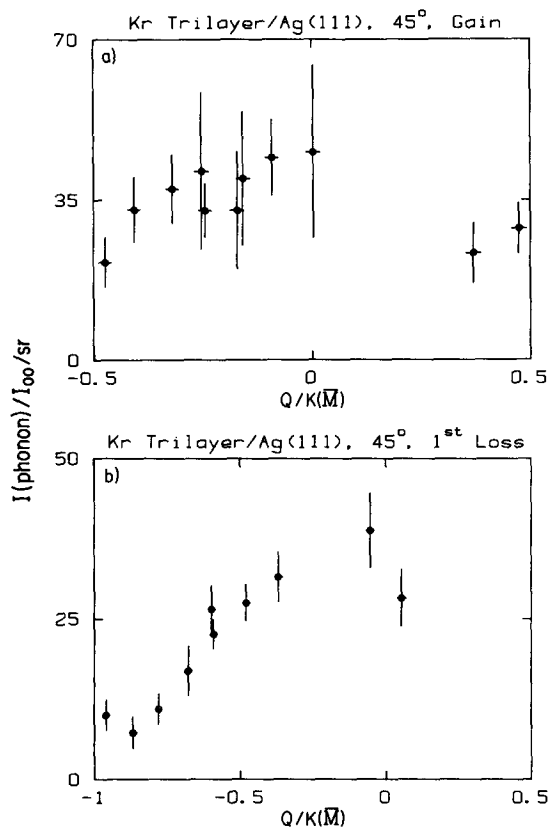 Kr Trilayer/Ag(111), 45°, Gain
a)
70
35
0
-0.5
0
0.5
Q/K(M̅)
I(phonon)/I₀₀/sr
Kr Trilayer/Ag(111), 45°, 1ˢᵗ Loss
b)
50
25
0
-1
-0.5
0
0.5
Q/K(M̅)